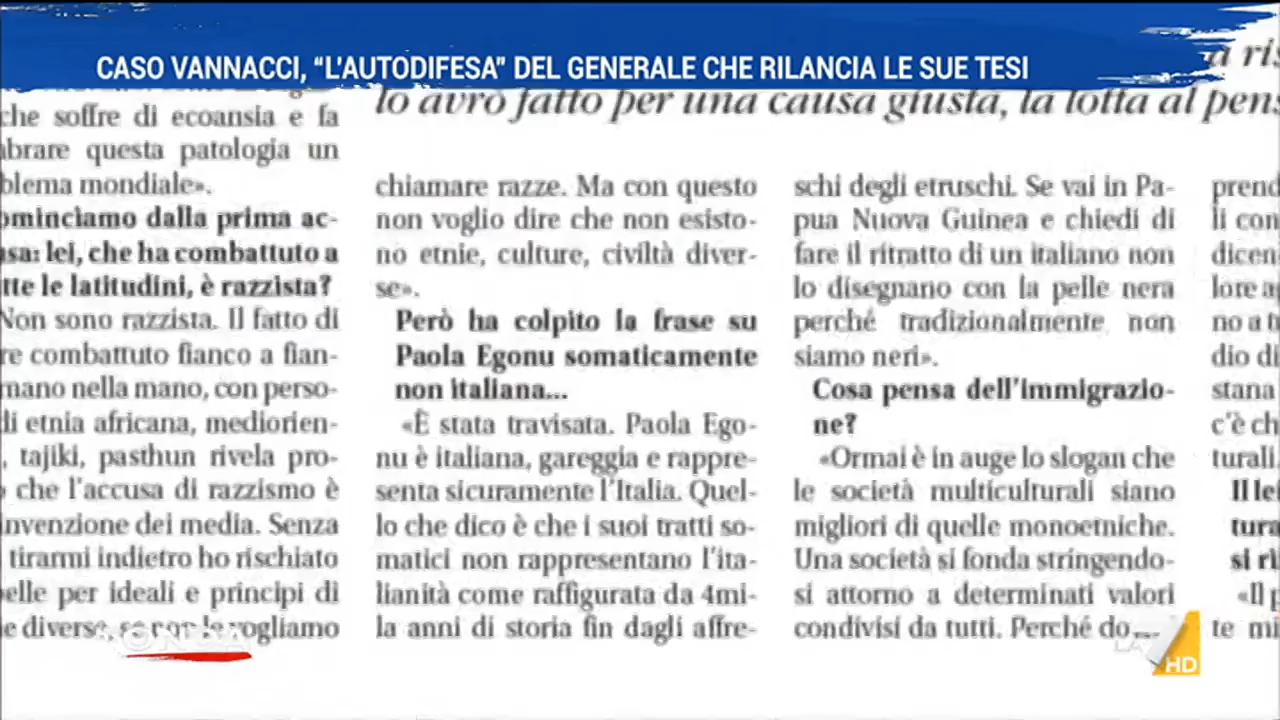 CASO VANNACCI, “L’AUTODIFESA” DEL GENERALE CHE RILANCIA LE SUE TESI
lo avrò fatto per una causa giusta, la lotta al pens
che soffre di ecoansia e fa
questa patologia un
mondiale».
dalla prima ac-
lei, che ha combattuto a
le latitudini, è razzista?
Non sono razzista. Il fatto di
combattuto fianco a fian-
mano nella mano, con perso-
di etnia africana, mediorien-
, tajiki, pasthun rivela pro-
che l'accusa di razzismo è
invenzione dei media. Senza
tirarmi indietro ho rischiato
pelle per ideali e principi di
diverse, se non le vogliamo
chiamare razze. Ma con questo
non voglio dire che non esisto-
no etnie, culture, civiltà diver-
se».
Però ha colpito la frase su
Paola Egonu somaticamente
non italiana...
«È stata travisata. Paola Ego-
nu è italiana, gareggia e rappre-
senta sicuramente l'Italia. Quel-
lo che dico è che i suoi tratti so-
matici non rappresentano l'ita-
lianità come raffigurata da 4mi-
la anni di storia fin dagli affre-
schi degli etruschi. Se vai in Pa-
pua Nuova Guinea e chiedi di
fare il ritratto di un italiano non
lo disegnano con la pelle nera
perché tradizionalmente non
siamo neri».
Cosa pensa dell'immigrazio-
ne?
«Ormai è in auge lo slogan che
le società multiculturali siano
migliori di quelle monoetniche.
Una società si fonda stringendo-
si attorno a determinati valori
condivisi da tutti. Perché do
prend
li con
dicen
lore a
no a t
dio di
stana
c'è ch
turali.
Il le
tura
si ri
«Il p
te mi
ONDA
LA7
HD